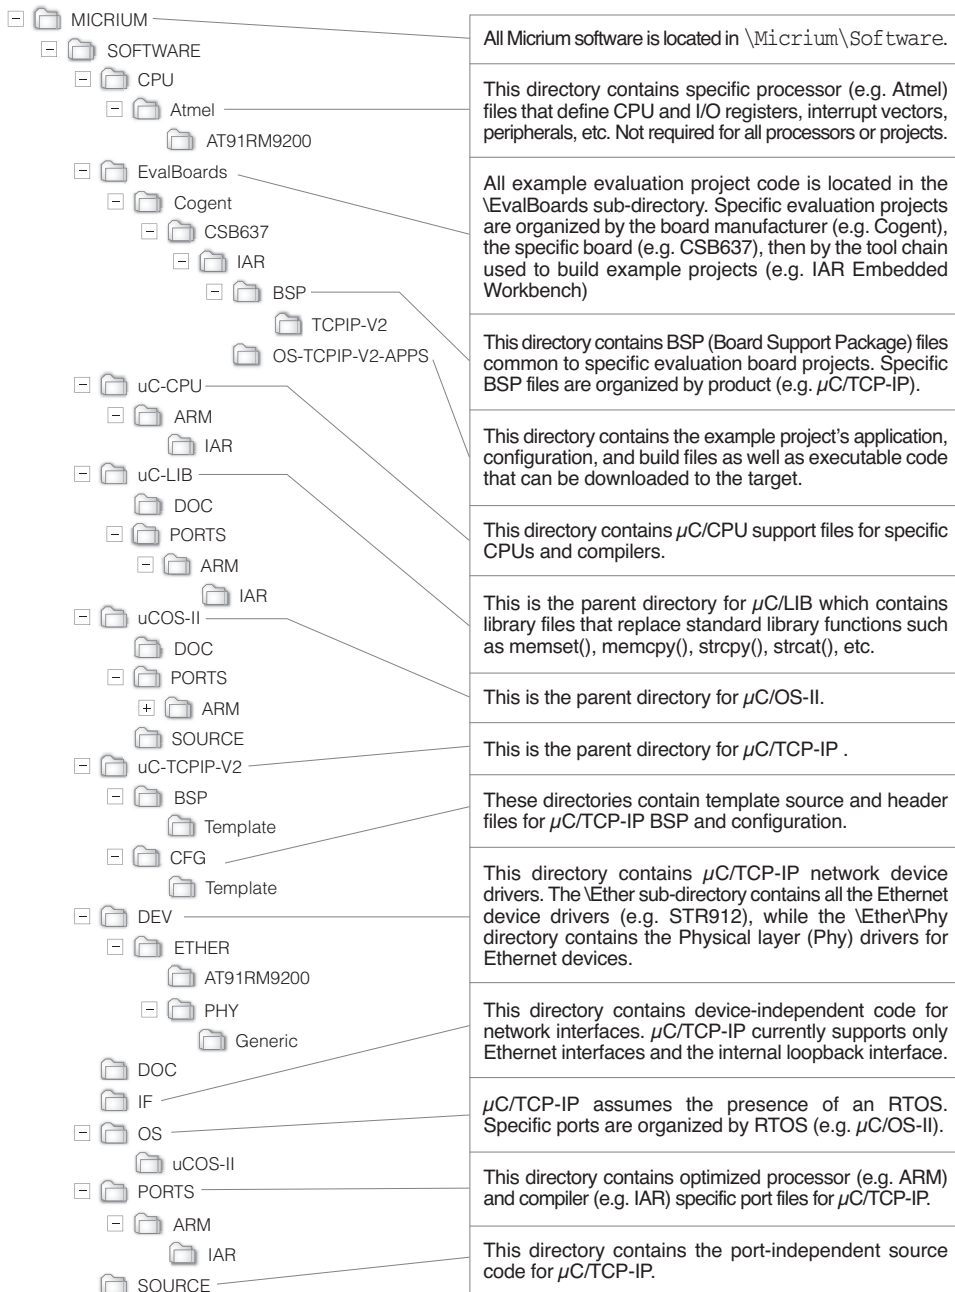 MICRIUM
SOFTWARE
CPU
Atmel
AT91RM9200
EvalBoards
Cogent
CSB637
IAR
BSP
TCPIP-V2
OS-TCPIP-V2-APPS
uC-CPU
ARM
IAR
uC-LIB
DOC
PORTS
ARM
IAR
uCOS-II
DOC
PORTS
ARM
SOURCE
uC-TCPIP-V2
BSP
Template
CFG
Template
DEV
ETHER
AT91RM9200
PHY
Generic
DOC
IF
OS
uCOS-II
PORTS
ARM
IAR
SOURCE
All Micrium software is located in \Micrium\Software.
This directory contains specific processor (e.g. Atmel)
files that define CPU and I/O registers, interrupt vectors,
peripherals, etc. Not required for all processors or projects.
All example evaluation project code is located in the
\EvalBoards sub-directory. Specific evaluation projects
are organized by the board manufacturer (e.g. Cogent),
the specific board (e.g. CSB637), then by the tool chain
used to build example projects (e.g. IAR Embedded
Workbench)
This directory contains BSP (Board Support Package) files
common to specific evaluation board projects. Specific
BSP files are organized by product (e.g. µC/TCP-IP).
This directory contains the example project's application,
configuration, and build files as well as executable code
that can be downloaded to the target.
This directory contains µC/CPU support files for specific
CPUs and compilers.
This is the parent directory for µC/LIB which contains
library files that replace standard library functions such
as memset(), memcpy(), strcpy(), strcat(), etc.
This is the parent directory for µC/OS-II.
This is the parent directory for µC/TCP-IP .
These directories contain template source and header
files for µC/TCP-IP BSP and configuration.
This directory contains µC/TCP-IP network device
drivers. The \Ether sub-directory contains all the Ethernet
device drivers (e.g. STR912), while the \Ether\Phy
directory contains the Physical layer (Phy) drivers for
Ethernet devices.
This directory contains device-independent code for
network interfaces. µC/TCP-IP currently supports only
Ethernet interfaces and the internal loopback interface.
µC/TCP-IP assumes the presence of an RTOS.
Specific ports are organized by RTOS (e.g. µC/OS-II).
This directory contains optimized processor (e.g. ARM)
and compiler (e.g. IAR) specific port files for µC/TCP-IP.
This directory contains the port-independent source
code for µC/TCP-IP.